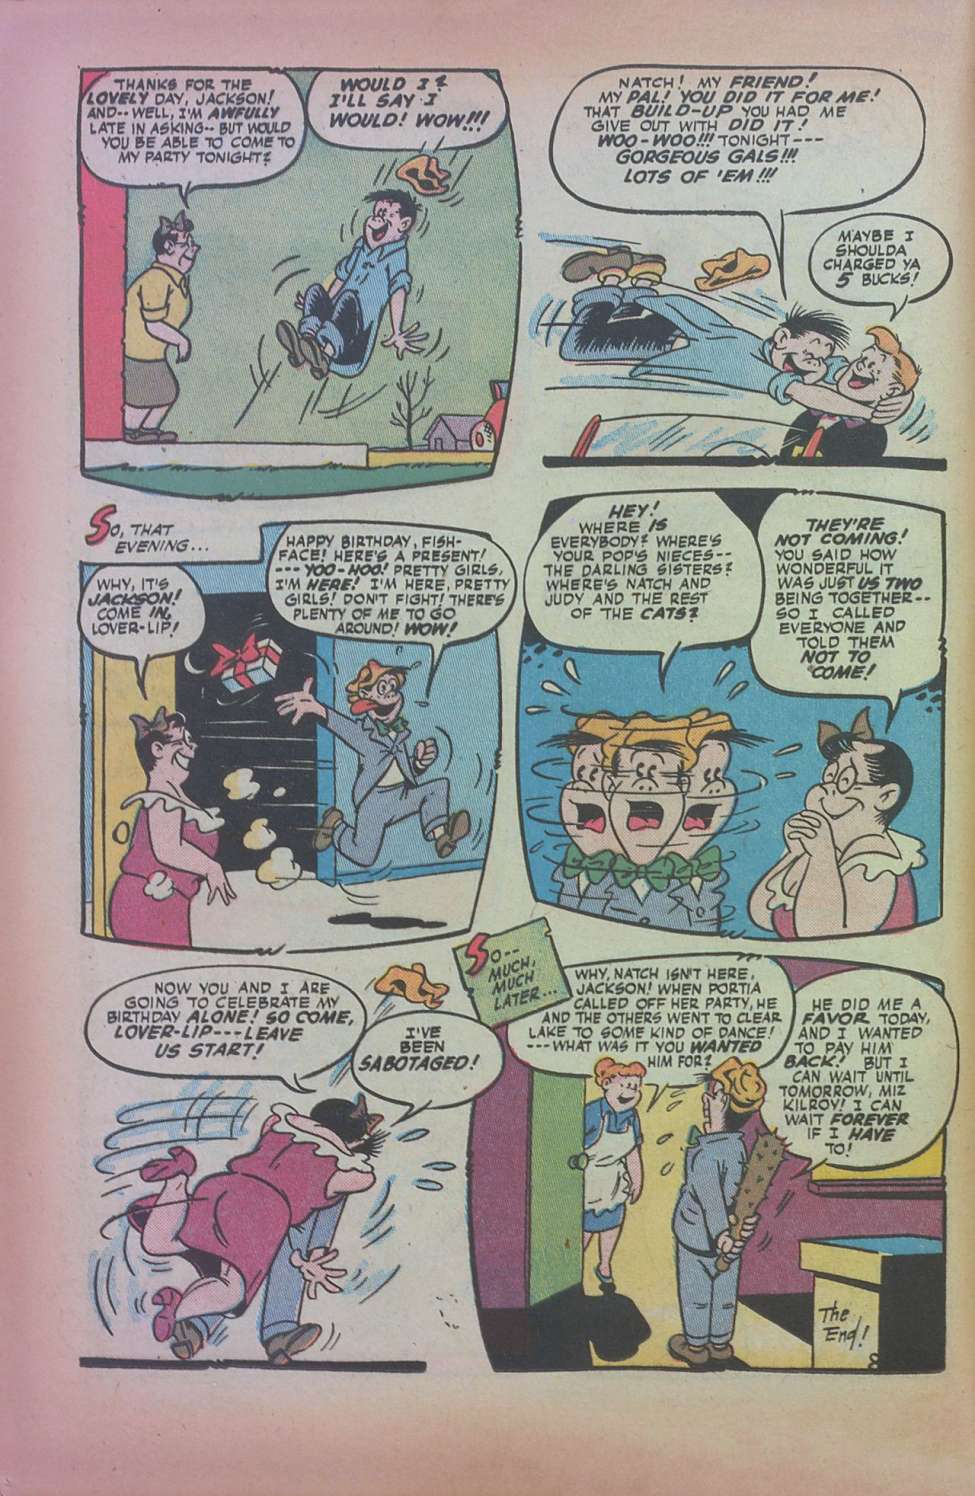 THANKS FOR THE
LOVELY DAY, JACKSON!
AND--WELL, I'M AWFULLY
LATE IN ASKING--BUT WOULD
YOU BE ABLE TO COME TO
MY PARTY TONIGHT?
WOULD I?
I'LL SAY I
WOULD! WOW!!!
NATCH! MY FRIEND!
MY PAL! YOU DID IT FOR ME!
THAT BUILD-UP YOU HAD ME
GIVE OUT WITH DID IT!
WOO-WOO!!! TONIGHT---
GORGEOUS GALS!!!
LOTS OF 'EM!!!
MAYBE I
SHOULDA
CHARGED YA
5 BUCKS!
SO, THAT
EVENING...
WHY, IT'S
JACKSON!
COME IN,
LOVER-LIP!
HAPPY BIRTHDAY, FISH-
FACE! HERE'S A PRESENT!
--- YOO-HOO! PRETTY GIRLS,
I'M HERE! I'M HERE, PRETTY
GIRLS! DON'T FIGHT! THERE'S
PLENTY OF ME TO GO
AROUND! WOW!
HEY!
WHERE IS
EVERYBODY? WHERE'S
YOUR POP'S NIECES--
THE DARLING SISTERS?
WHERE'S NATCH AND
JUDY AND THE REST
OF THE CATS?
THEY'RE
NOT COMING!
YOU SAID HOW
WONDERFUL IT
WAS JUST US TWO
BEING TOGETHER--
SO I CALLED
EVERYONE AND
TOLD THEM
NOT TO
COME!
NOW YOU AND I ARE
GOING TO CELEBRATE MY
BIRTHDAY ALONE! SO COME,
LOVER-LIP---LEAVE
US START!
I'VE
BEEN
SABOTAGED!
SO--
MUCH,
MUCH
LATER...
WHY, NATCH ISN'T HERE,
JACKSON! WHEN PORTIA
CALLED OFF HER PARTY, HE
AND THE OTHERS WENT TO CLEAR
LAKE TO SOME KIND OF DANCE!
---WHAT WAS IT YOU WANTED
HIM FOR?
HE DID ME A
FAVOR TODAY,
AND I WANTED
TO PAY HIM
BACK! BUT I
CAN WAIT UNTIL
TOMORROW, MIZ
KILROY! I CAN
WAIT FOREVER
IF I HAVE
TO!
The
End!